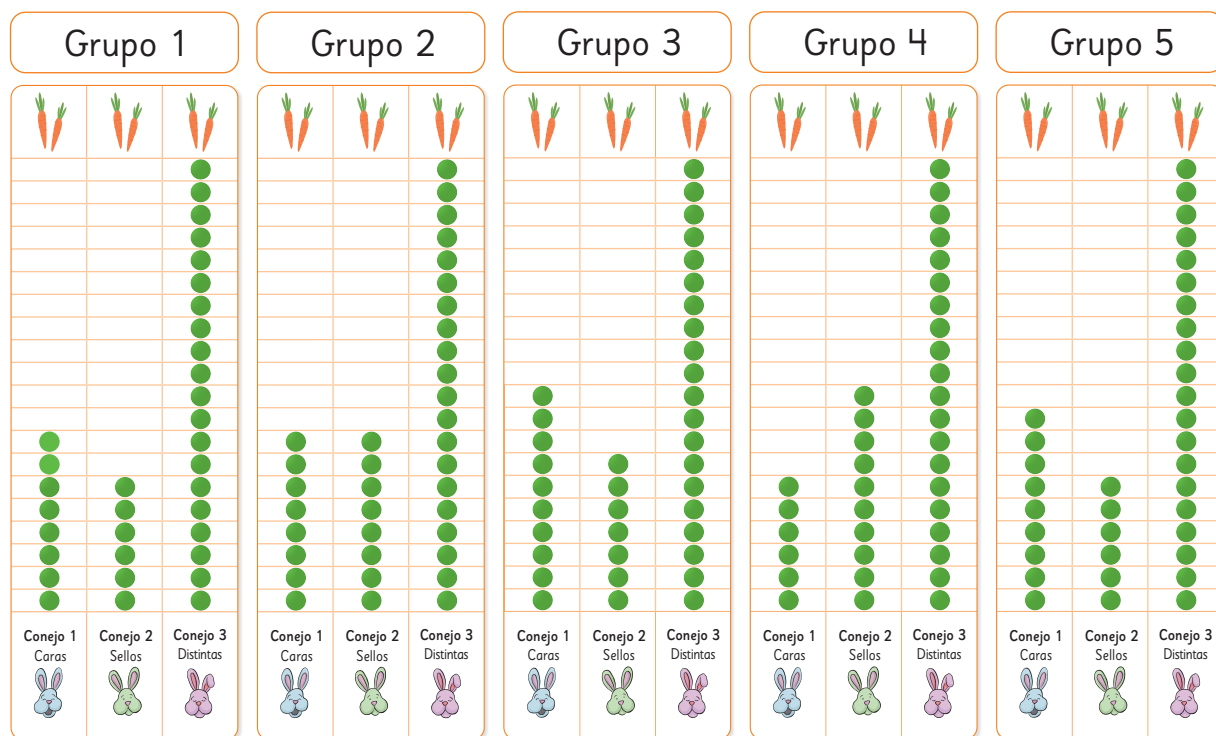 Grupo 1
Grupo 2
Grupo 3
Grupo 4
Grupo 5
Conejo 1
Caras
Conejo 2
Sellos
Conejo 3
Distintas
Conejo 1
Caras
Conejo 2
Sellos
Conejo 3
Distintas
Conejo 1
Caras
Conejo 2
Sellos
Conejo 3
Distintas
Conejo 1
Caras
Conejo 2
Sellos
Conejo 3
Distintas
Conejo 1
Caras
Conejo 2
Sellos
Conejo 3
Distintas